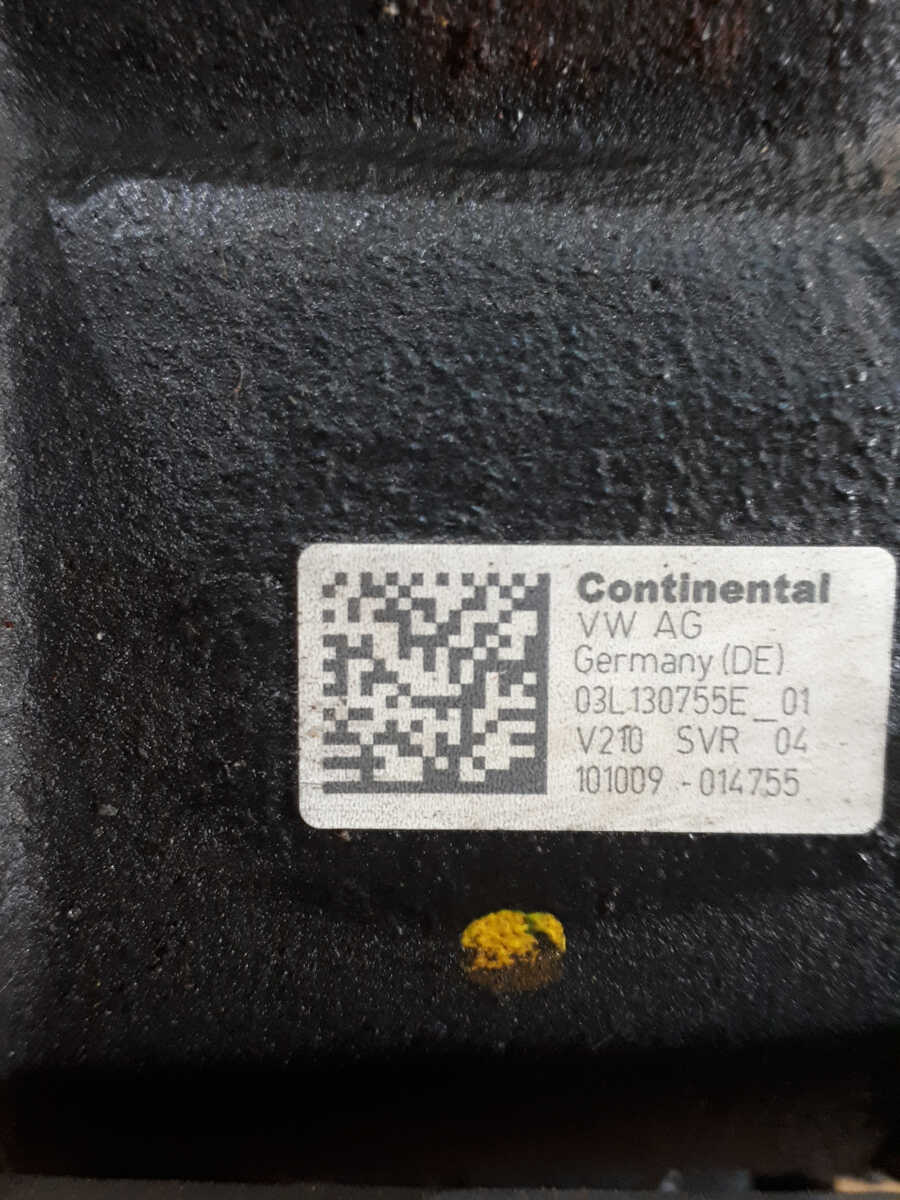 Continental
VW AG
Germany (DE)
03L130755E_01
V210 SVR 04
101009 -014755